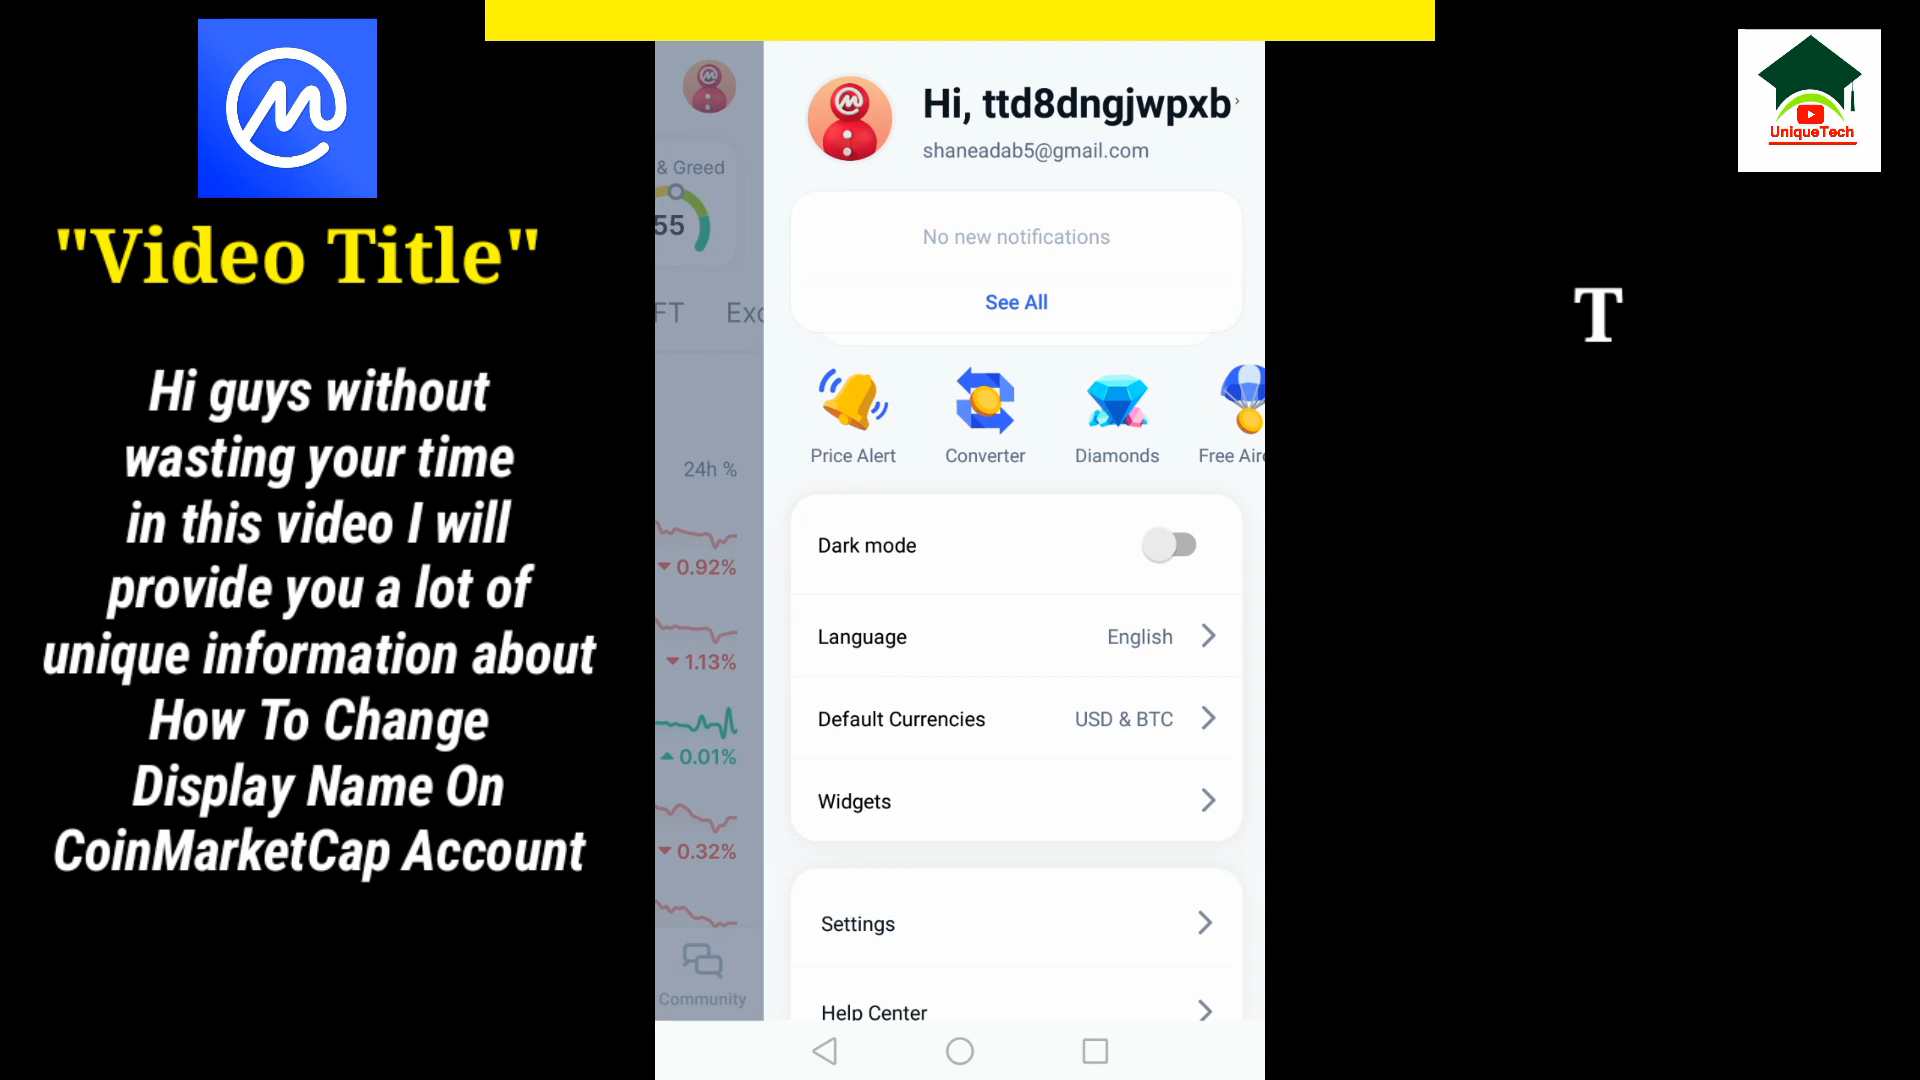 "Video Title"
Hi guys without
wasting your time
in this video I will
provide you a lot of
unique information about
How To Change
Display Name On
CoinMarketCap Account
& Greed
55
FT Exc
24h %
0.92%
1.13%
0.01%
0.32%
Community
Hi, ttd8dngjwpxb
shaneadab5@gmail.com
No new notifications
See All
Price Alert
Converter
Diamonds
Free Air
Dark mode
Language English
Default Currencies USD & BTC
Widgets
Settings
Help Center
UniqueTech
T